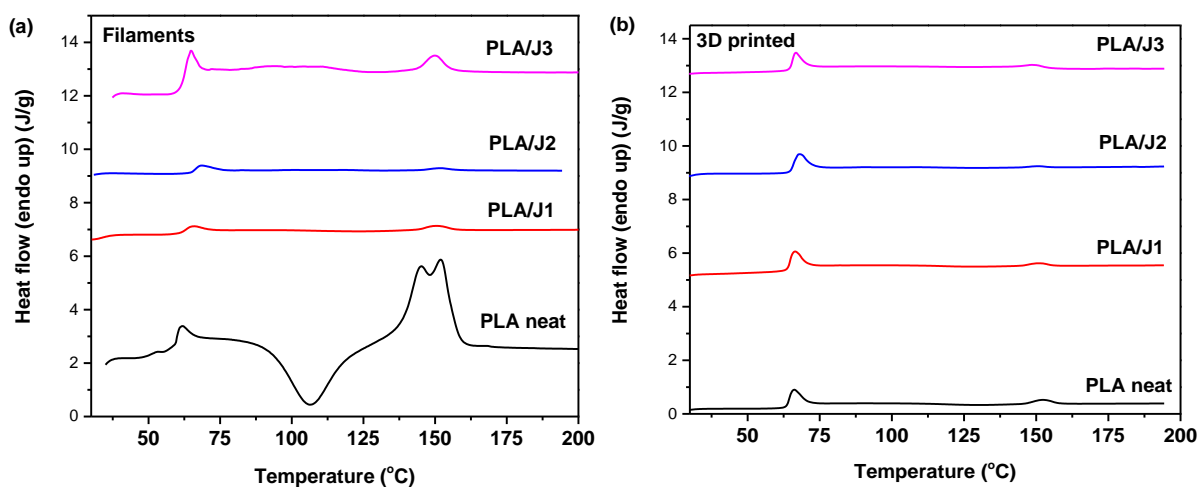 (a)
Filaments
PLA/J3
PLA/J2
PLA/J1
PLA neat
14
12
10
8
6
4
2
0
50
75
100
125
150
175
200
Heat flow (endo up) (J/g)
Temperature (°C)
(b)
3D printed
PLA/J3
PLA/J2
PLA/J1
PLA neat
14
12
10
8
6
4
2
0
50
75
100
125
150
175
200
Heat flow (endo up) (J/g)
Temperature (°C)